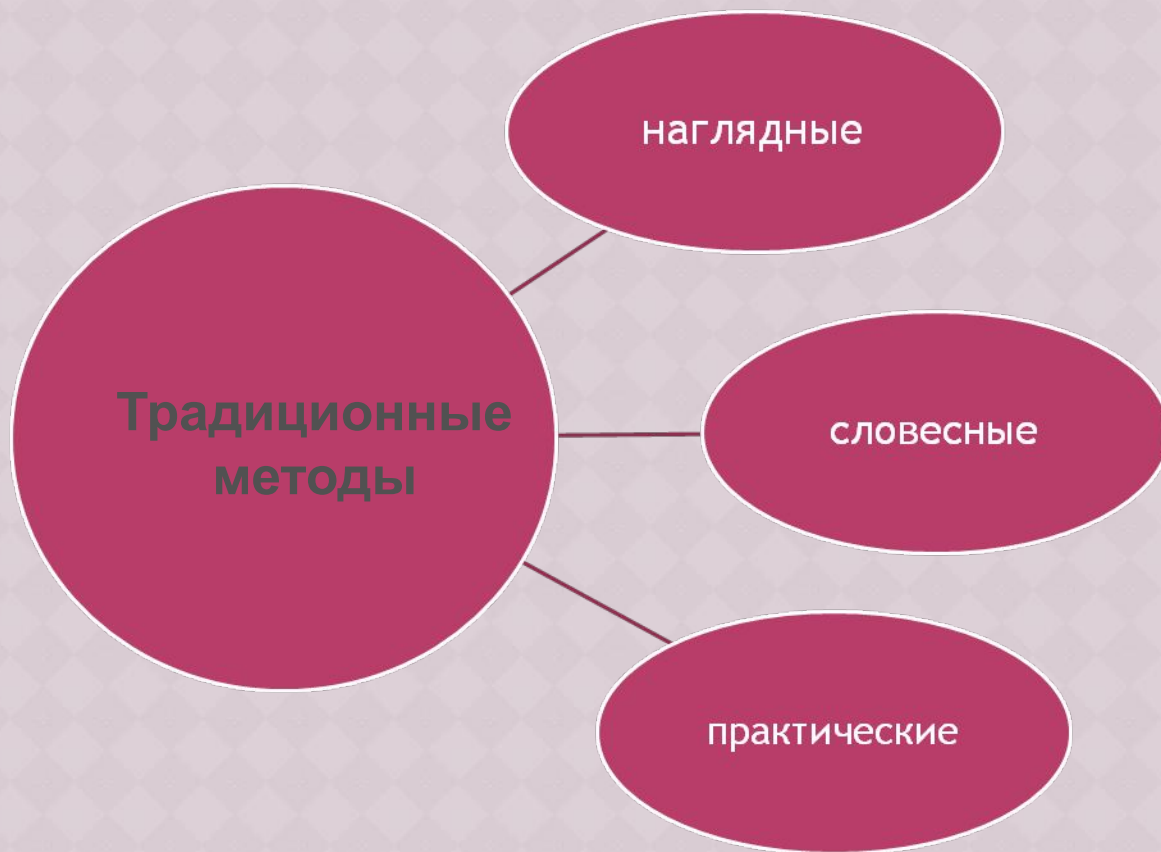 наглядные
Традиционные
методы
словесные
практические